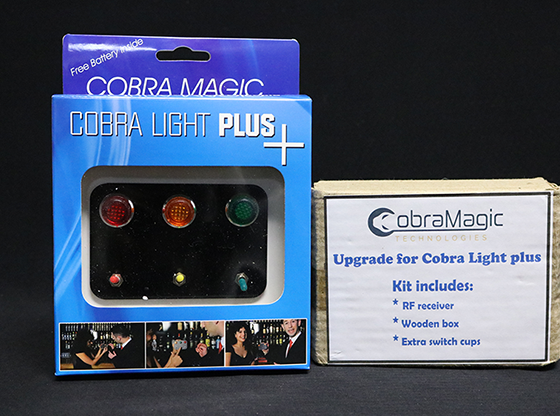 Free Battery inside
COBRA MAGIC
COBRA LIGHT PLUS+
CobraMagic
TECHNOLOGIES
Upgrade for Cobra Light plus
Kit includes:
* RF receiver
* Wooden box
* Extra switch cups